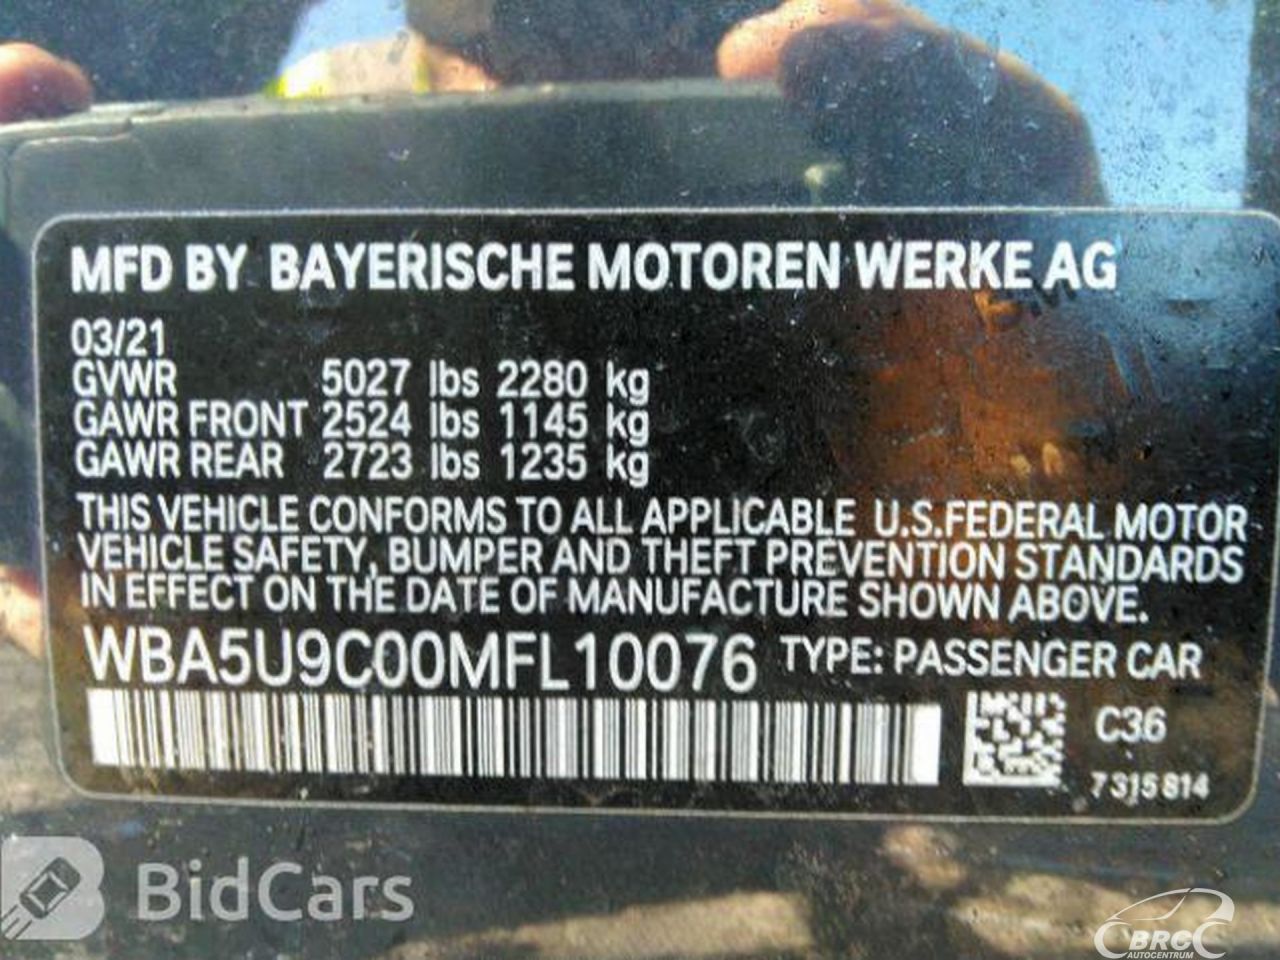 MFD BY BAYERISCHE MOTOREN WERKE AG
03/21
GVWR 5027 lbs 2280 kg
GAWR FRONT 2524 lbs 1145 kg
GAWR REAR 2723 lbs 1235 kg
THIS VEHICLE CONFORMS TO ALL APPLICABLE U.S.FEDERAL MOTOR
VEHICLE SAFETY, BUMPER AND THEFT PREVENTION STANDARDS
IN EFFECT ON THE DATE OF MANUFACTURE SHOWN ABOVE.
WBA5U9C00MFL10076 TYPE: PASSENGER CAR
C36
7315814
BidCars
BRC
AUTOCENTRUM